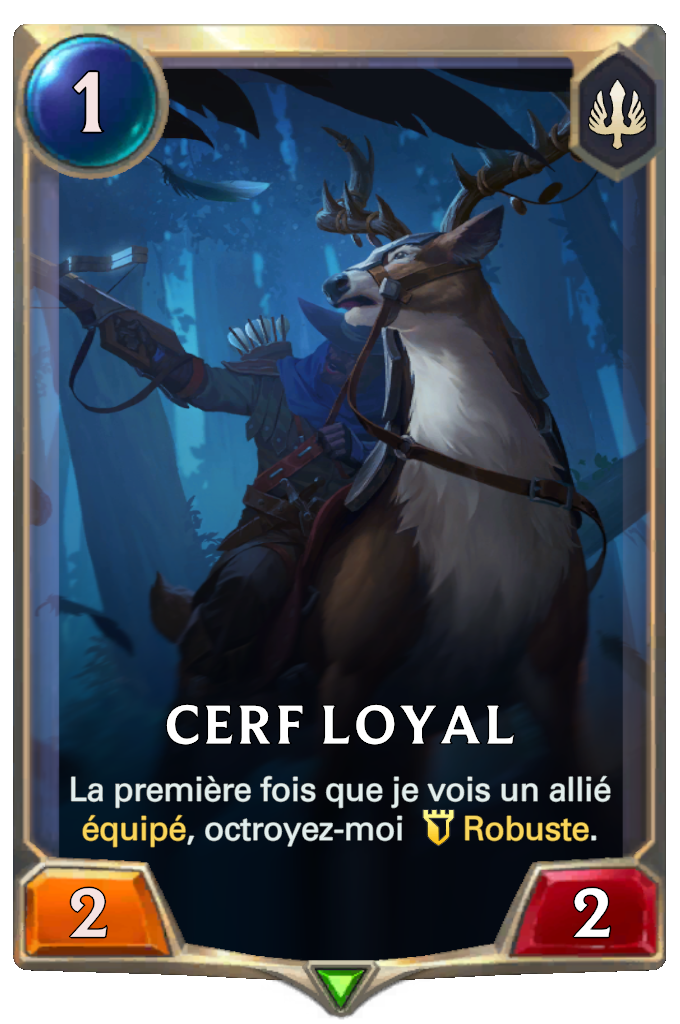 1
CERF LOYAL
La première fois que je vois un allié
équipé, octroyez-moi Robuste.
2
2